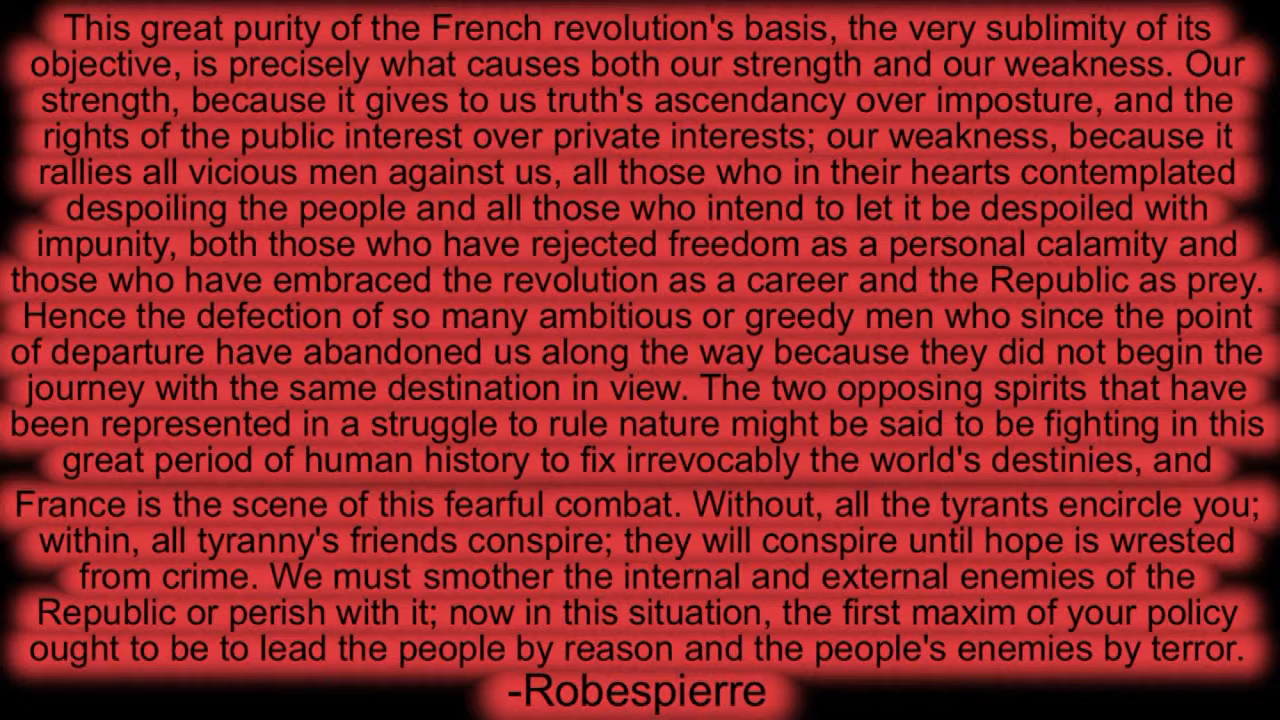 This great purity of the French revolution's basis, the very sublimity of its
objective, is precisely what causes both our strength and our weakness. Our
strength, because it gives to us truth's ascendancy over imposture, and the
rights of the public interest over private interests; our weakness, because it
rallies all vicious men against us, all those who in their hearts contemplated
despoiling the people and all those who intend to let it be despoiled with
impunity, both those who have rejected freedom as a personal calamity and
those who have embraced the revolution as a career and the Republic as prey.
Hence the defection of so many ambitious or greedy men who since the point
of departure have abandoned us along the way because they did not begin the
journey with the same destination in view. The two opposing spirits that have
been represented in a struggle to rule nature might be said to be fighting in this
great period of human history to fix irrevocably the world's destinies, and
France is the scene of this fearful combat. Without, all the tyrants encircle you;
within, all tyranny's friends conspire; they will conspire until hope is wrested
from crime. We must smother the internal and external enemies of the
Republic or perish with it; now in this situation, the first maxim of your policy
ought to be to lead the people by reason and the people's enemies by terror.
-Robespierre